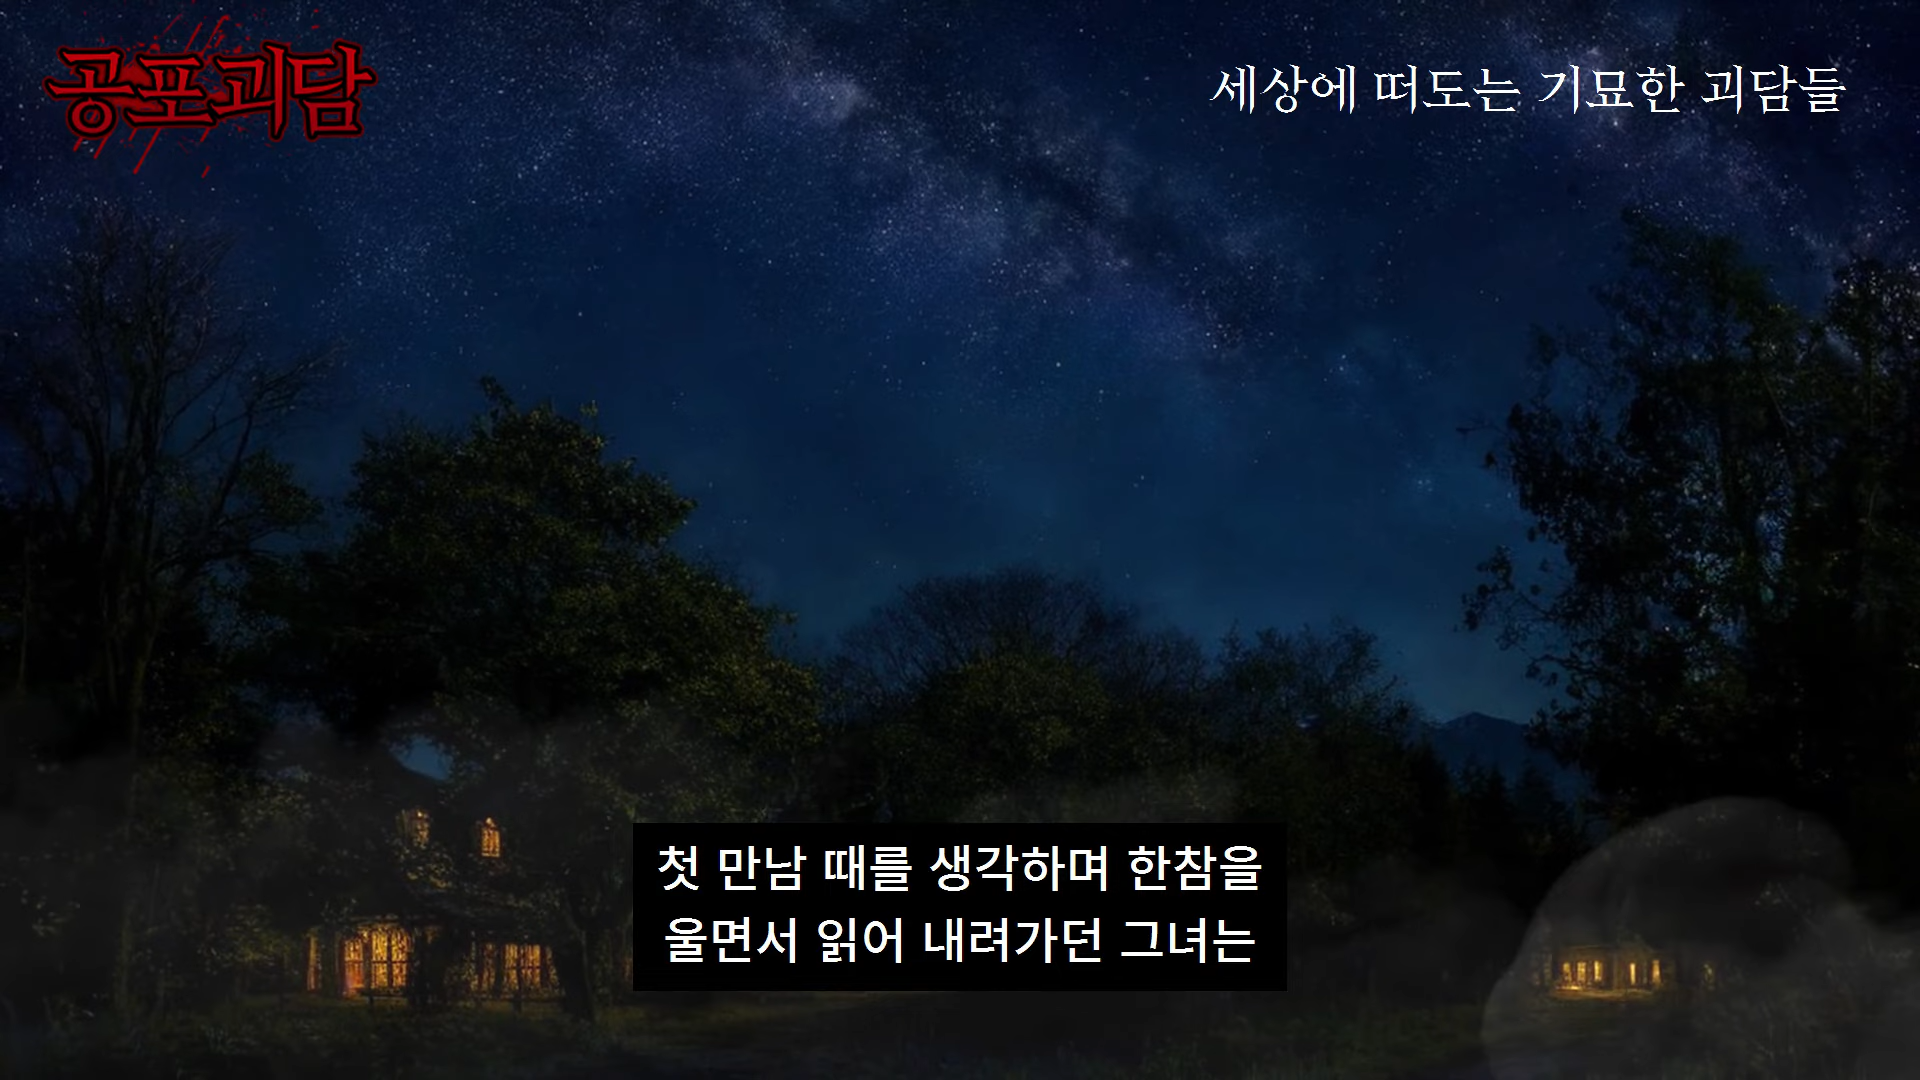 공포괴담
세상에 떠도는 기묘한 괴담들
첫 만남 때를 생각하며 한참을
울면서 읽어 내려가던 그녀는